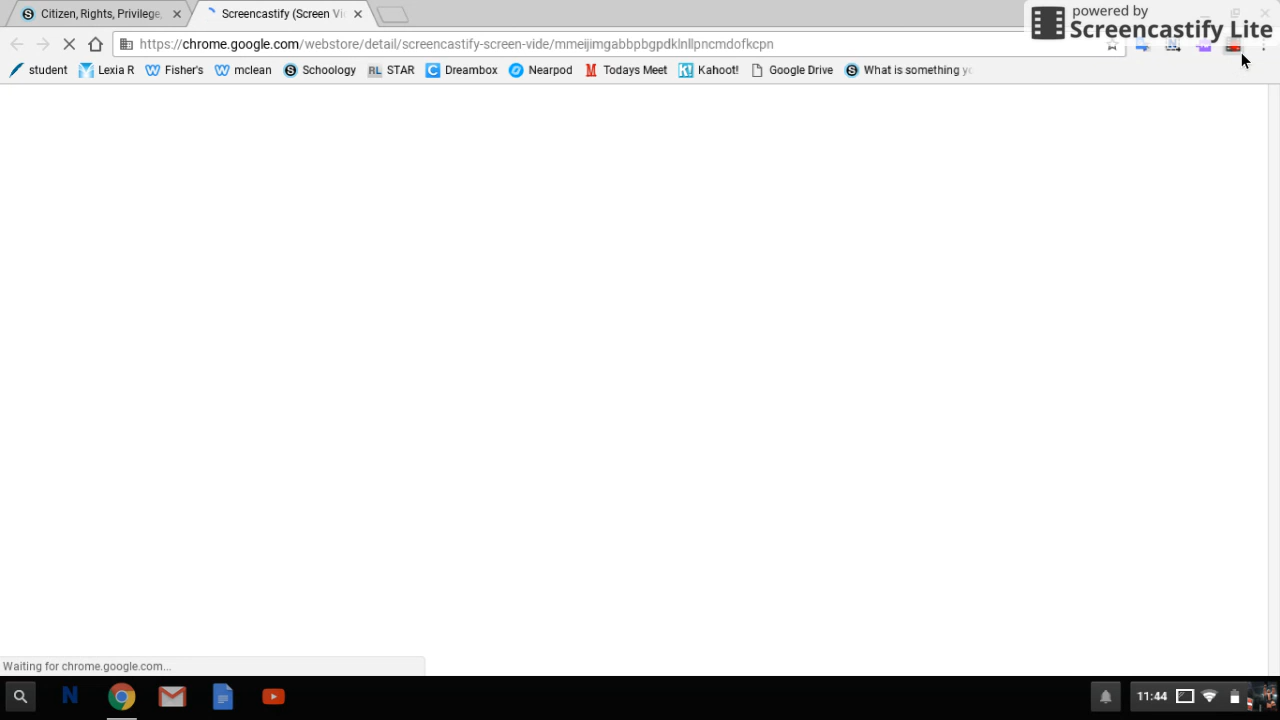 Citizen, Rights, Privilege,
Screencastify (Screen Vi
powered by
Screencastify Lite
https://chrome.google.com/webstore/detail/screencastify-screen-vide/mmeijimgabbpbgpdklnllpncmdofkcpn
student
Lexia R
Fisher's
mclean
Schoology
RL STAR
Dreambox
Nearpod
Todays Meet
K! Kahoot!
Google Drive
What is something yo
Waiting for chrome.google.com...
N
11:44